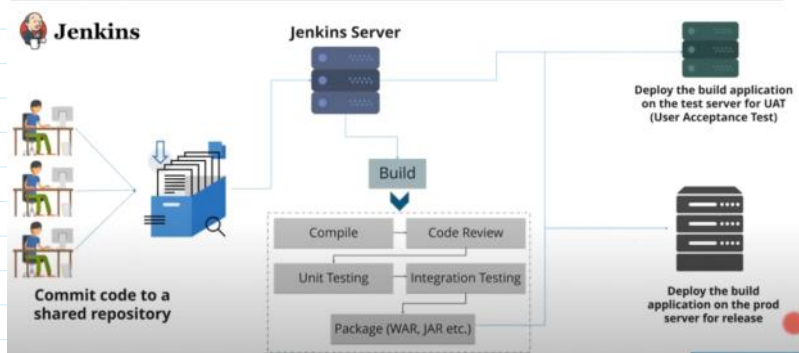 Jenkins
Jenkins Server
Commit code to a
shared repository
Build
Compile
Code Review
Unit Testing
Integration Testing
Package (WAR, JAR etc.)
Deploy the build application
on the test server for UAT
(User Acceptance Test)
Deploy the build
application on the prod
server for release